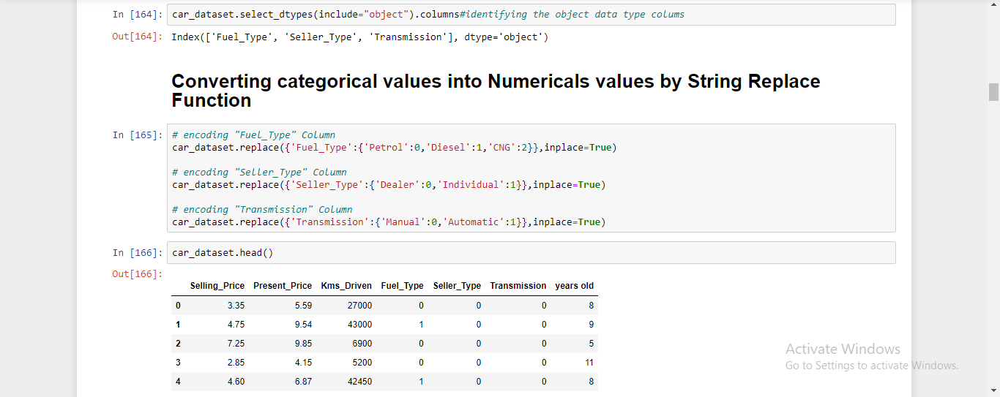 In [164]: car_dataset.select_dtypes(include="object").columns#identifying the object data type colums
Out[164]: Index(['Fuel_Type', 'Seller_Type', 'Transmission'], dtype='object')
Converting categorical values into Numericals values by String Replace
Function
In [165]: # encoding "Fuel_Type" Column
car_dataset.replace({'Fuel_Type':{'Petrol':0,'Diesel':1,'CNG':2}},inplace=True)
# encoding "Seller_Type" Column
car_dataset.replace({'Seller_Type':{'Dealer':0,'Individual':1}},inplace=True)
# encoding "Transmission" Column
car_dataset.replace({'Transmission':{'Manual':0,'Automatic':1}},inplace=True)
In [166]: car_dataset.head()
Out[166]:
Selling_Price Present_Price Kms_Driven Fuel_Type Seller_Type Transmission years old
0 3.35 5.59 27000 0 0 0 8
1 4.75 9.54 43000 1 0 0 9
2 7.25 9.85 6900 0 0 0 5
3 2.85 4.15 5200 0 0 0 11
4 4.60 6.87 42450 1 0 0 8
Activate Windows
Go to Settings to activate Windows.